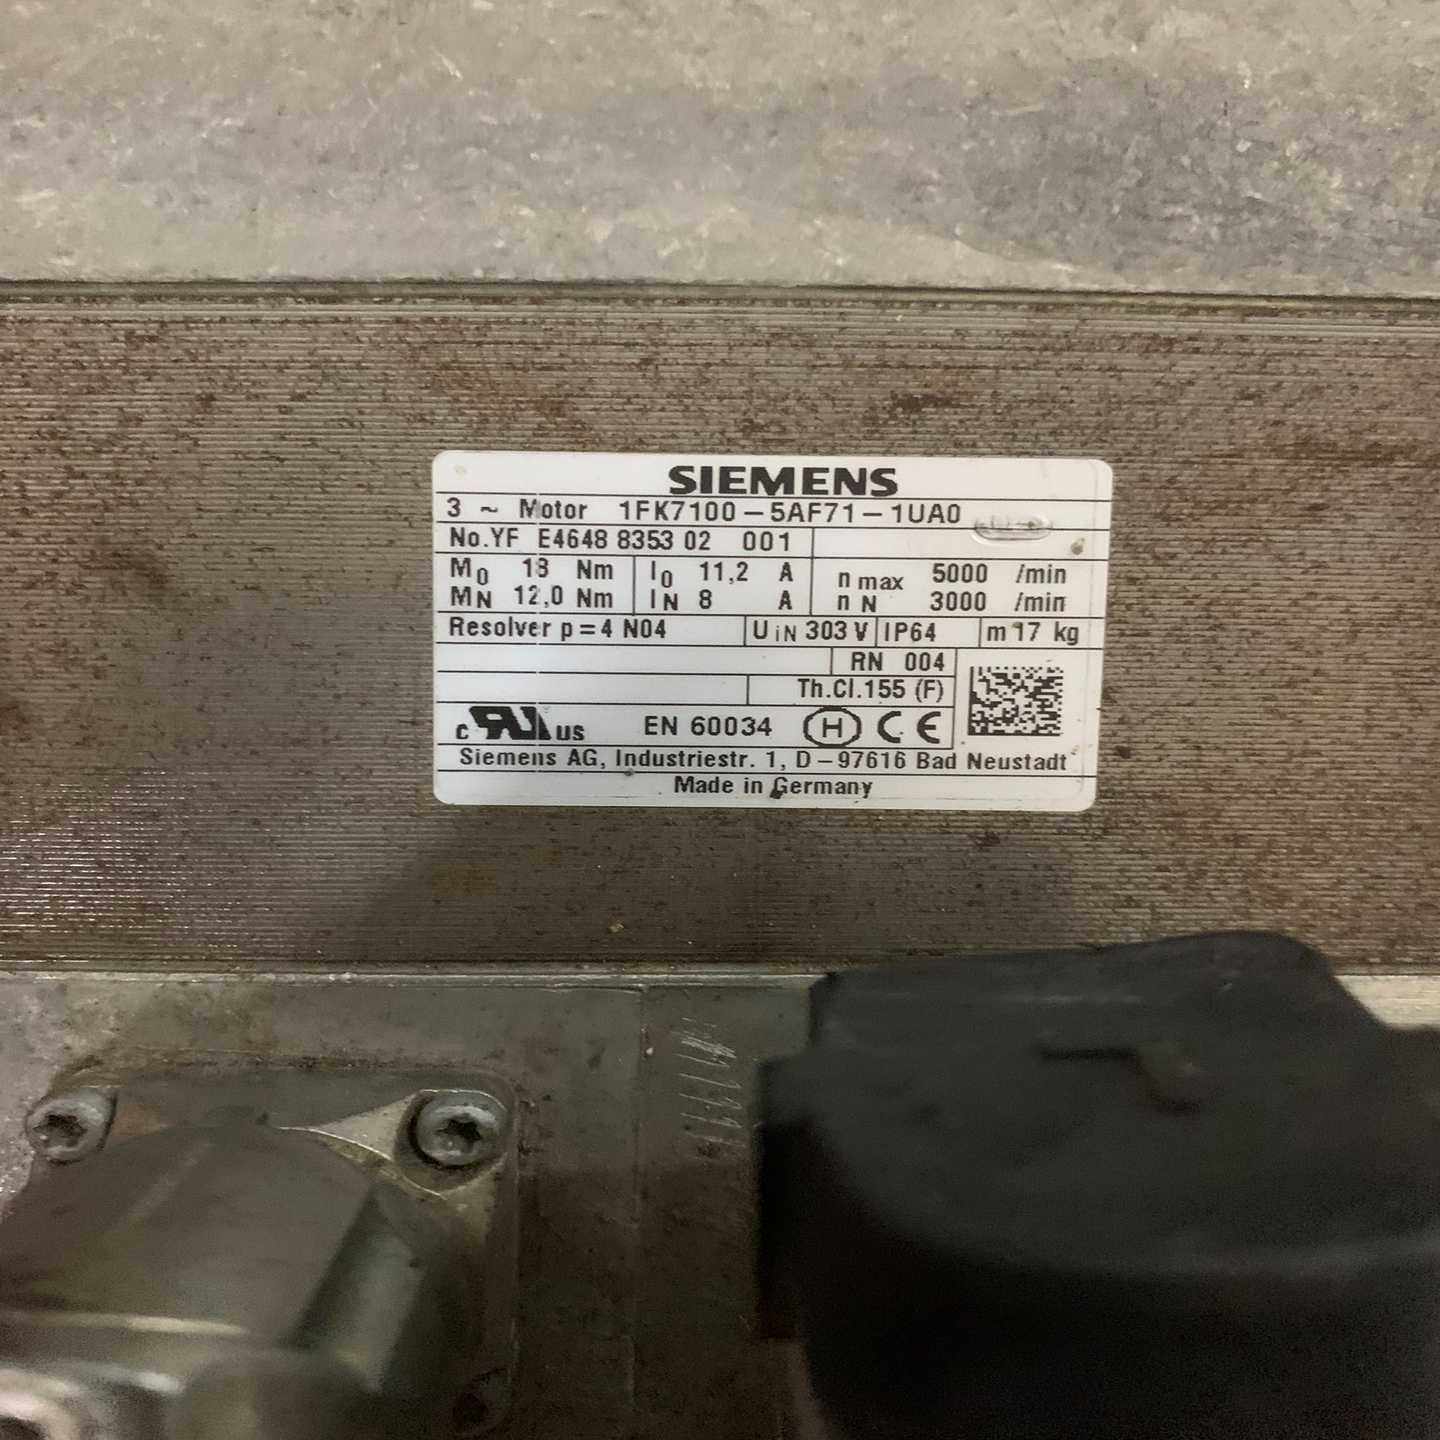 SIEMENS
3 ~ Motor 1FK7100-5AF71-1UA0
No.YF E4648 8353 02 001
M0 18 Nm I0 11,2 A n max 5000 /min
MN 12,0 Nm IN 8 A n N 3000 /min
Resolver p=4 N04 UiN 303 V IP64 m 17 kg
RN 004
Th.Cl.155 (F)
c RU us EN 60034 H CE
Siemens AG, Industriestr. 1, D-97616 Bad Neustadt
Made in Germany